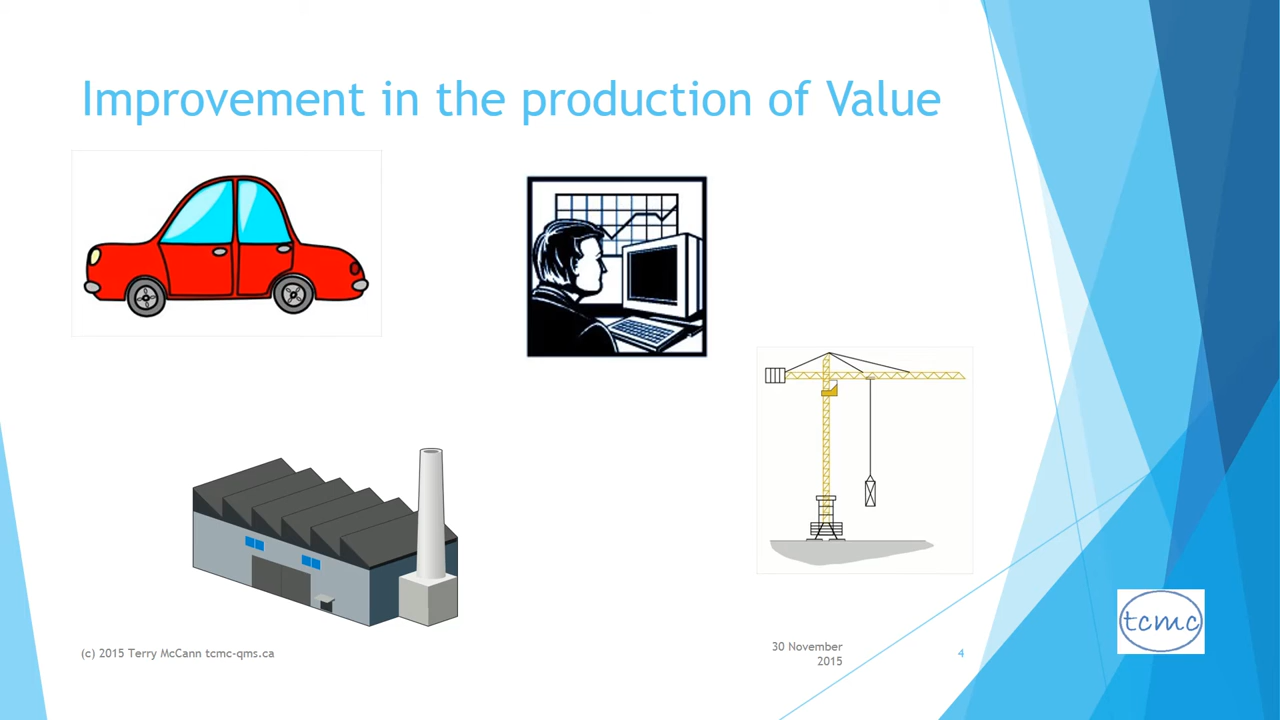 Improvement in the production of Value
(c) 2015 Terry McCann tcmc-qms.ca
30 November
2015
4
tcmc